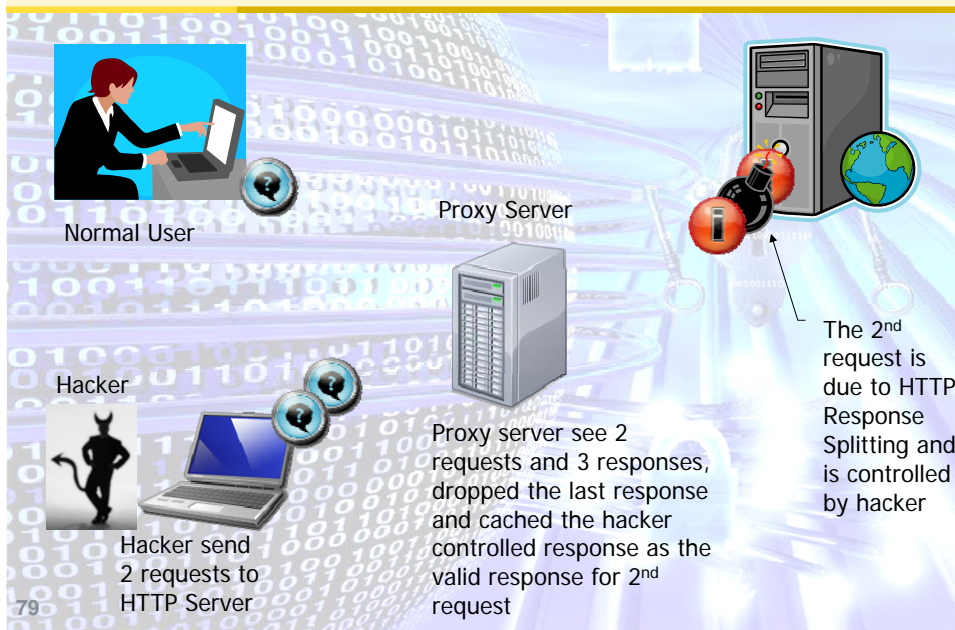 Normal User
Proxy Server
Hacker
Hacker send
2 requests to
HTTP Server
Proxy server see 2
requests and 3 responses,
dropped the last response
and cached the hacker
controlled response as the
valid response for 2nd
request
The 2nd
request is
due to HTTP
Response
Splitting and
is controlled
by hacker
79